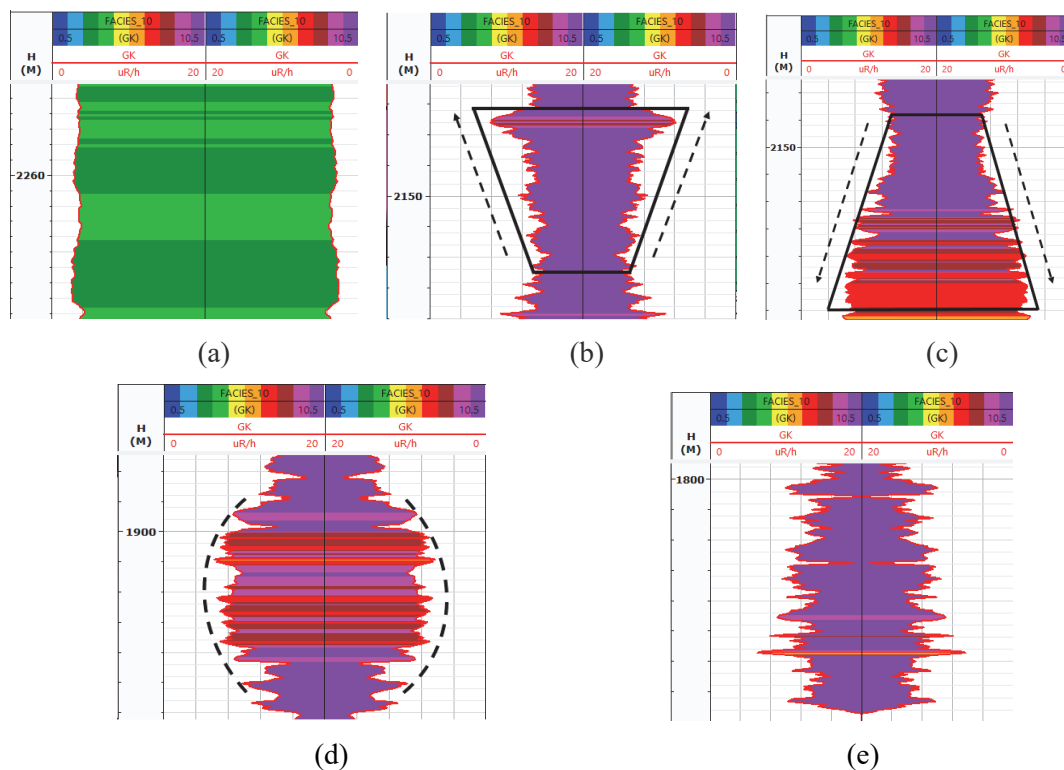 FACIES_10 FACIES_10
0.5 (GK) 10.5 0.5 (GK) 10.5
GK GK
H (M) 0 uR/h 20 20 uR/h 0
2260
(a)
FACIES_10 FACIES_10
0.5 (GK) 10.5 0.5 (GK) 10.5
GK GK
H (M) 0 uR/h 20 20 uR/h 0
2150
(b)
FACIES_10 FACIES_10
0.5 (GK) 10.5 0.5 (GK) 10.5
GK GK
H (M) 0 uR/h 20 20 uR/h 0
2150
(c)
FACIES_10 FACIES_10
0.5 (GK) 10.5 0.5 (GK) 10.5
GK GK
H (M) 0 uR/h 20 20 uR/h 0
1900
(d)
FACIES_10 FACIES_10
0.5 (GK) 10.5 0.5 (GK) 10.5
GK GK
H (M) 0 uR/h 20 20 uR/h 0
1800
(e)